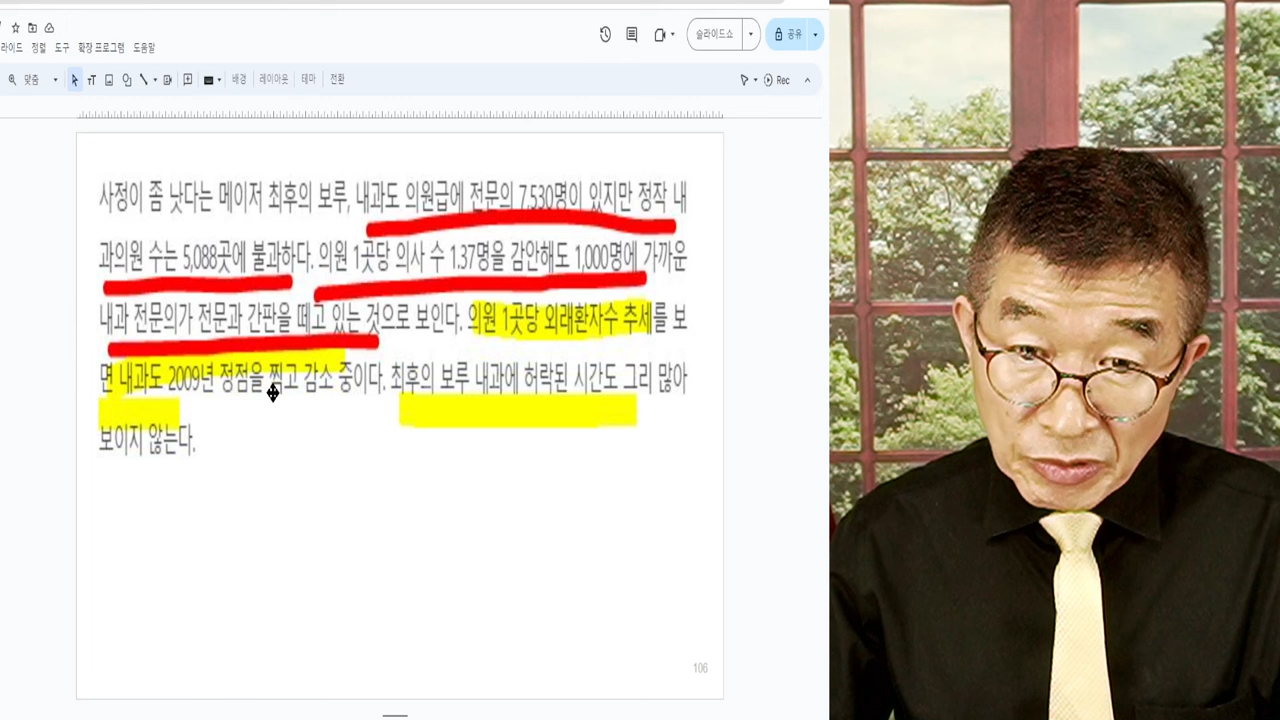 슬라이드쇼
공유
라이드 정렬 도구 확장 프로그램 도움말
맞춤
배경 레이아웃 테마 전환
Rec
사정이 좀 낫다는 메이저 최후의 보루, 내과도 의원급에 전문의 7,530명이 있지만 정작 내
과의원 수는 5,088곳에 불과하다. 의원 1곳당 의사 수 1.37명을 감안해도 1,000명에 가까운
내과 전문의가 전문과 간판을 떼고 있는 것으로 보인다. 의원 1곳당 외래환자수 추세를 보
면 내과도 2009년 정점을 찍고 감소 중이다. 최후의 보루 내과에 허락된 시간도 그리 많아
보이지 않는다.
106